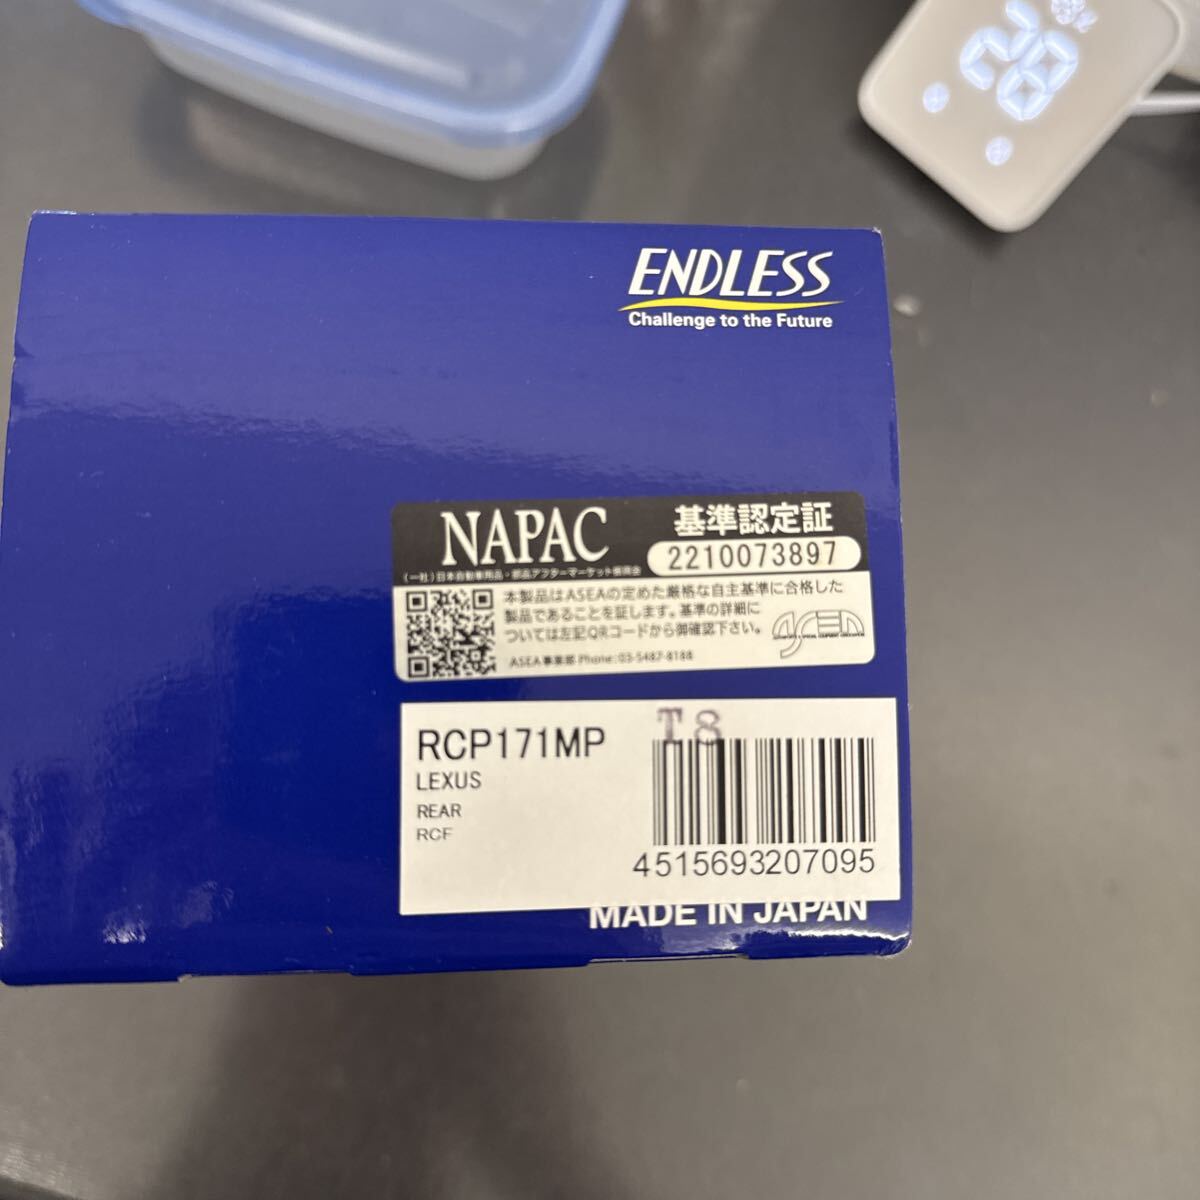 28
ENDLESS
Challenge to the Future
NAPAC
基準認定証
2210073897
(一社)日本自動車用品・部品アフターマーケット振興会
本製品はASEAの定めた厳格な自主基準に合格した
製品であることを証します。基準の詳細に
ついては左記QRコードから御確認下さい。
ASEA事業部 Phone:03-5487-8188
ASEA
RCP171MP
T8
LEXUS
REAR
RCF
4515693207095
MADE IN JAPAN